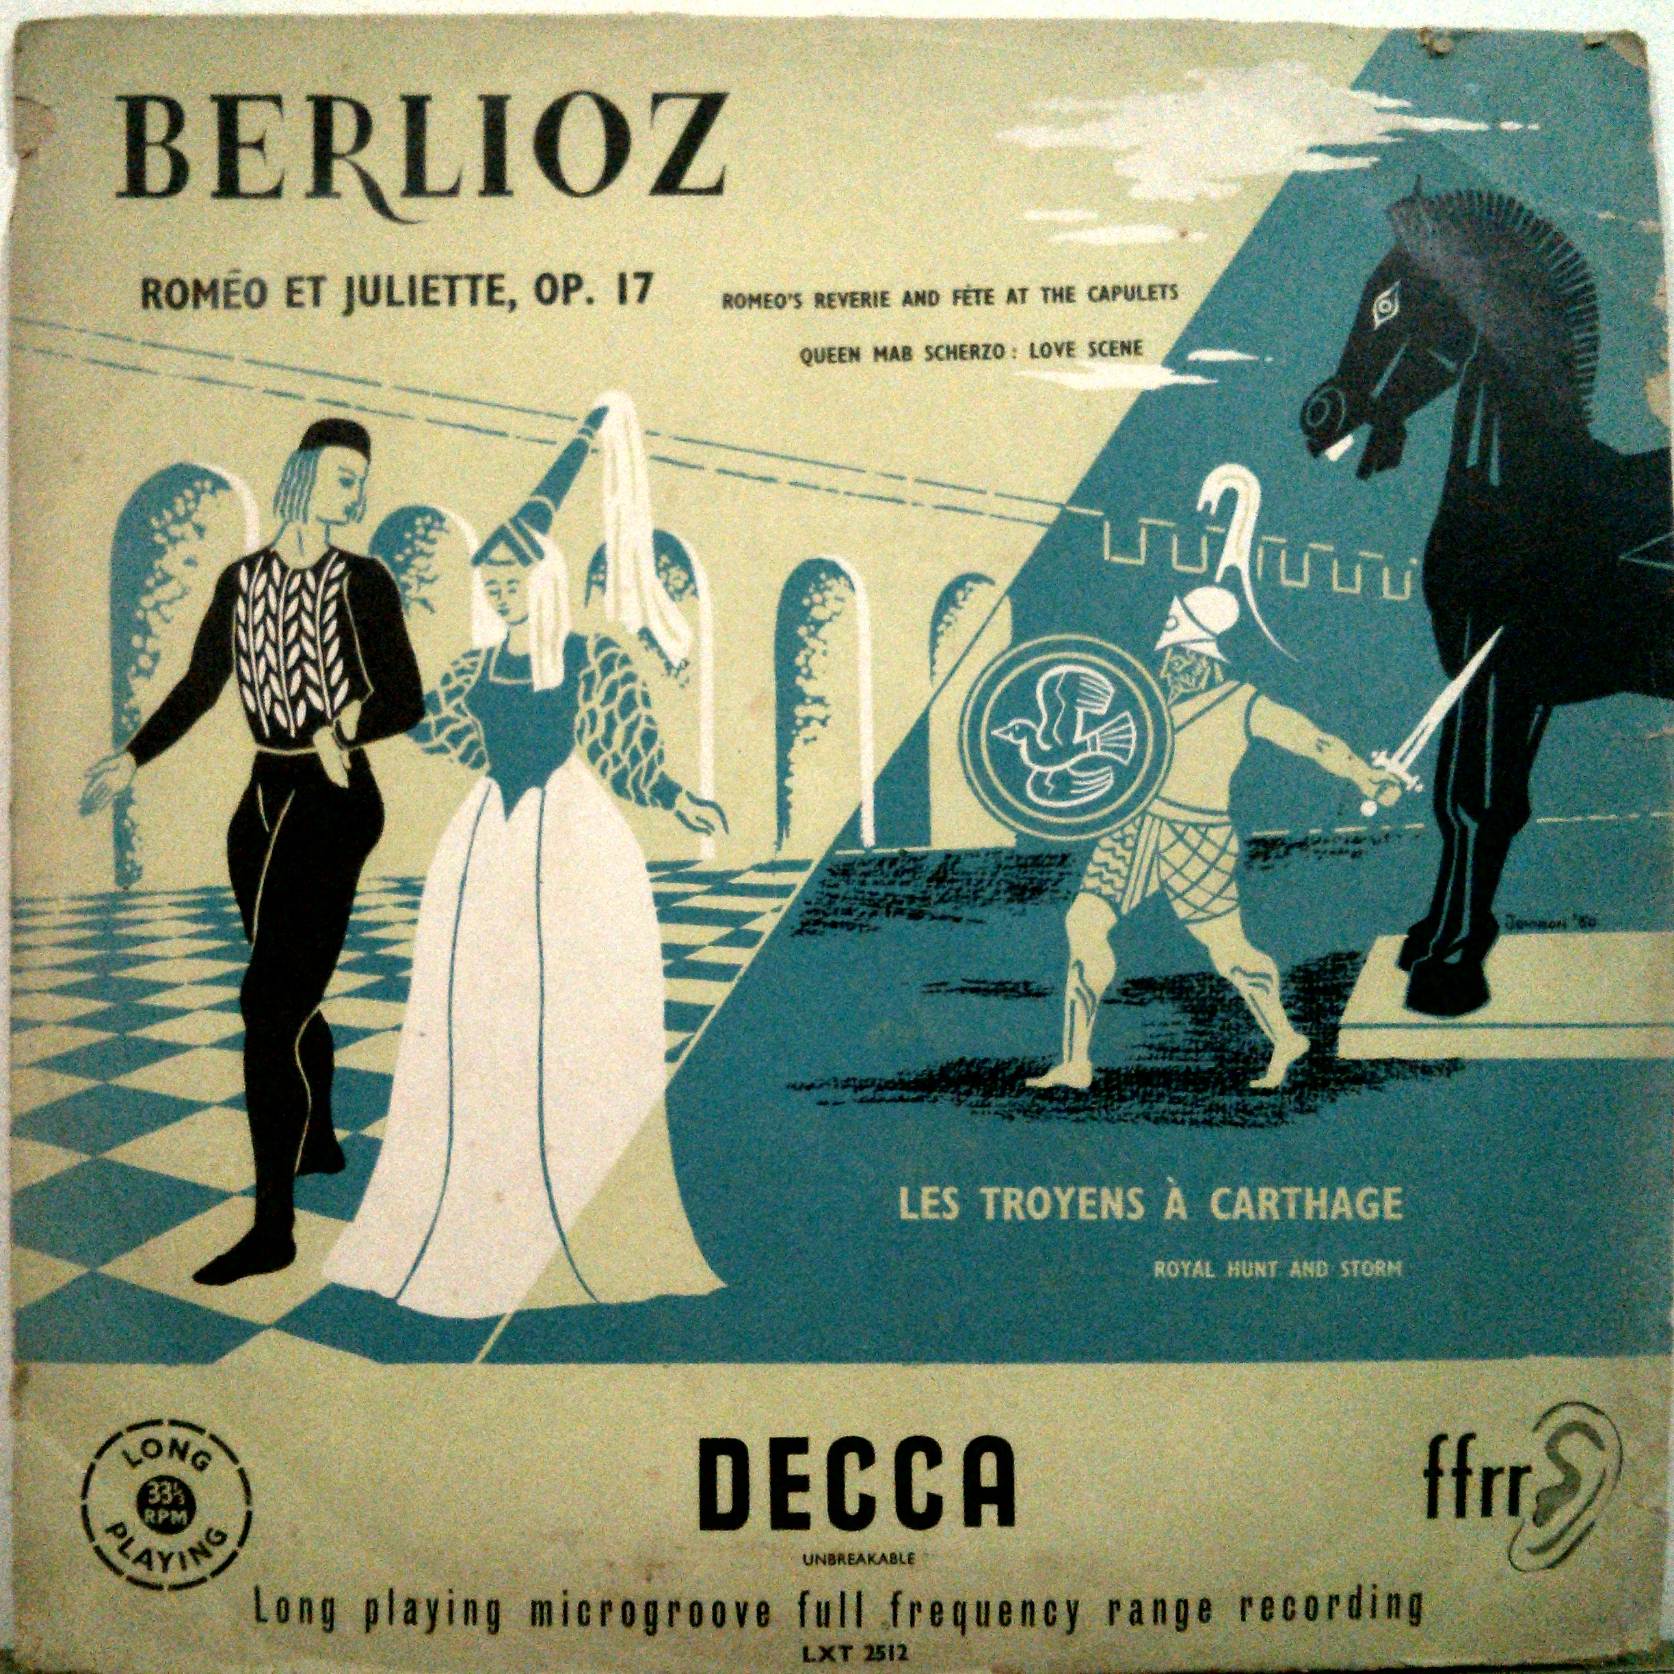 BERLIOZ
ROMÉO ET JULIETTE, OP. 17
ROMEO'S REVERIE AND FÊTE AT THE CAPULETS
QUEEN MAB SCHERZO : LOVE SCENE
LES TROYENS À CARTHAGE
ROYAL HUNT AND STORM
LONG
33⅓
RPM
PLAYING
DECCA
ffrr
UNBREAKABLE
Long playing microgroove full frequency range recording
LXT 2512